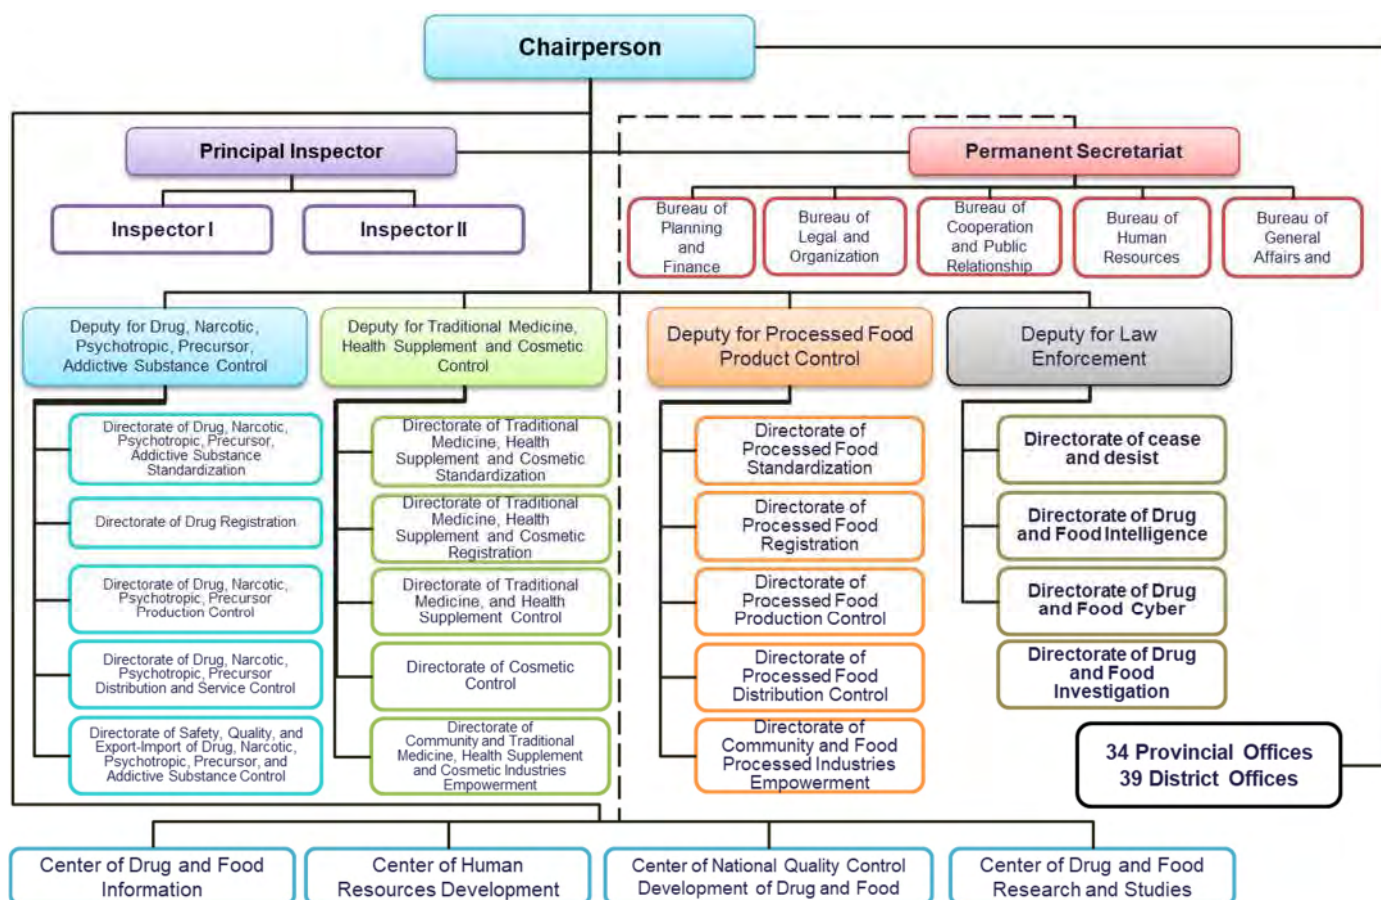 Chairperson
Principal Inspector
Permanent Secretariat
Inspector I
Inspector II
Bureau of
Planning
and
Finance
Bureau of
Legal and
Organization
Bureau of
Cooperation
and Public
Relationship
Bureau of
Human
Resources
Bureau of
General
Affairs and
Deputy for Drug, Narcotic,
Psychotropic, Precursor,
Addictive Substance Control
Deputy for Traditional Medicine,
Health Supplement and Cosmetic
Control
Deputy for Processed Food
Product Control
Deputy for Law
Enforcement
Directorate of Drug, Narcotic,
Psychotropic, Precursor,
Addictive Substance
Standardization
Directorate of Drug Registration
Directorate of Drug, Narcotic,
Psychotropic, Precursor
Production Control
Directorate of Drug, Narcotic,
Psychotropic, Precursor
Distribution and Service Control
Directorate of Safety, Quality, and
Export-Import of Drug, Narcotic,
Psychotropic, Precursor, and
Addictive Substance Control
Directorate of Traditional
Medicine, Health
Supplement and Cosmetic
Standardization
Directorate of Traditional
Medicine, Health
Supplement and Cosmetic
Registration
Directorate of Traditional
Medicine, and Health
Supplement Control
Directorate of Cosmetic
Control
Directorate of
Community and Traditional
Medicine, Health Supplement
and Cosmetic Industries
Empowerment
Directorate of
Processed Food
Standardization
Directorate of
Processed Food
Registration
Directorate of
Processed Food
Production Control
Directorate of
Processed Food
Distribution Control
Directorate of
Community and Food
Processed Industries
Empowerment
Directorate of cease
and desist
Directorate of Drug
and Food Intelligence
Directorate of Drug
and Food Cyber
Directorate of Drug
and Food
Investigation
34 Provincial Offices
39 District Offices
Center of Drug and Food
Information
Center of Human
Resources Development
Center of National Quality Control
Development of Drug and Food
Center of Drug and Food
Research and Studies